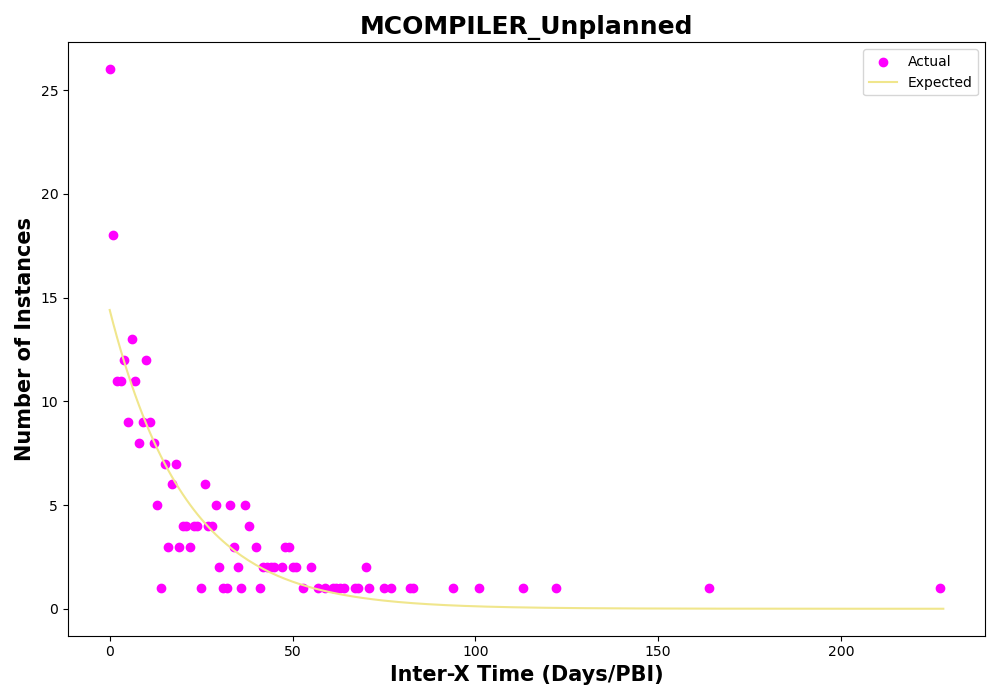 MCOMPILER_Unplanned
Actual
Expected
Number of Instances
25
20
15
10
5
0
0 50 100 150 200
Inter-X Time (Days/PBI)